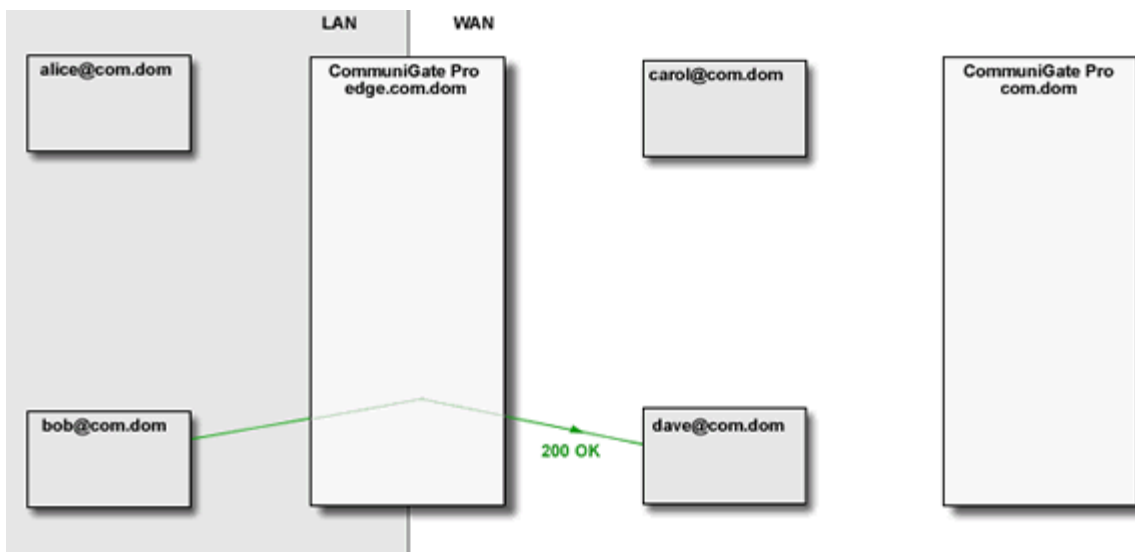 LAN
WAN
alice@com.dom
CommuniGate Pro
edge.com.dom
carol@com.dom
CommuniGate Pro
com.dom
bob@com.dom
dave@com.dom
200 OK